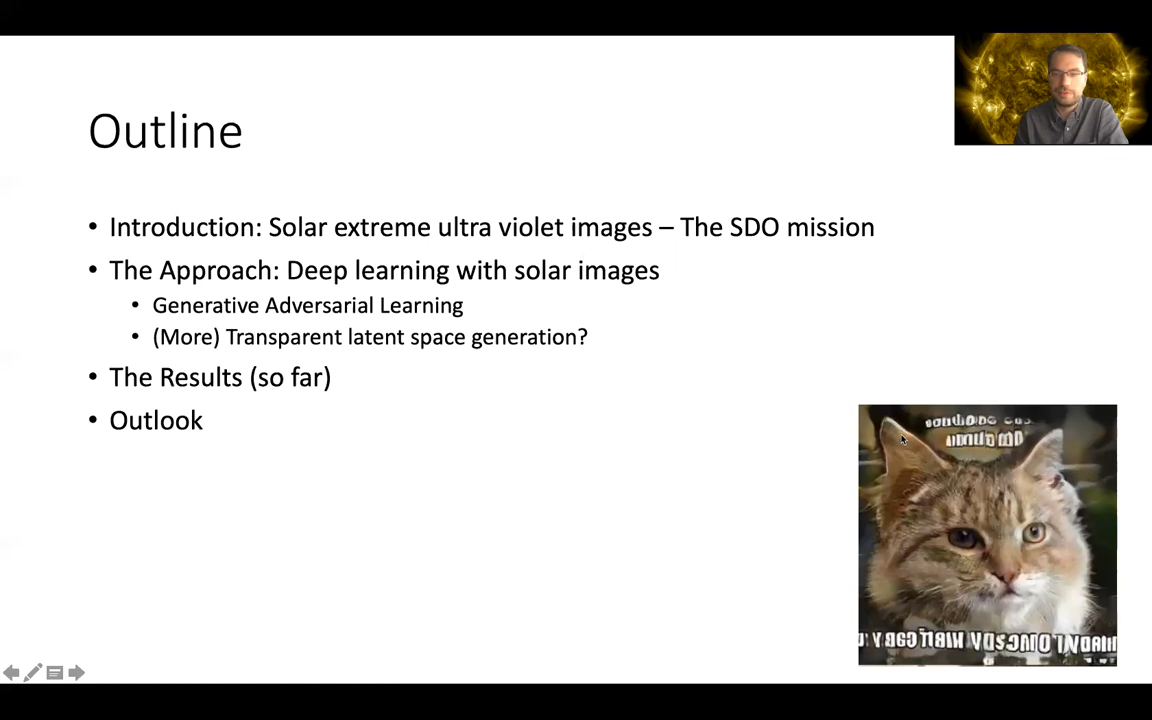 Outline
• Introduction: Solar extreme ultra violet images – The SDO mission
• The Approach: Deep learning with solar images
• Generative Adversarial Learning
• (More) Transparent latent space generation?
• The Results (so far)
• Outlook